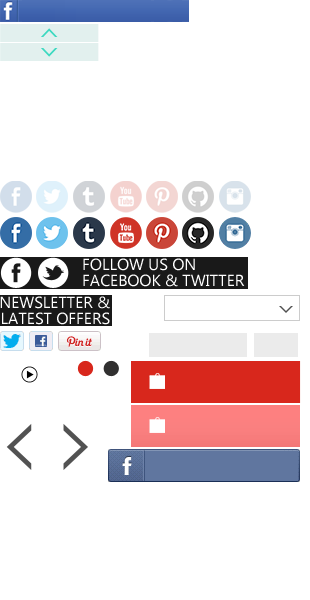 f
You
Tube
You
Tube
f
FOLLOW US ON
FACEBOOK & TWITTER
NEWSLETTER &
LATEST OFFERS
f
Pin it
f